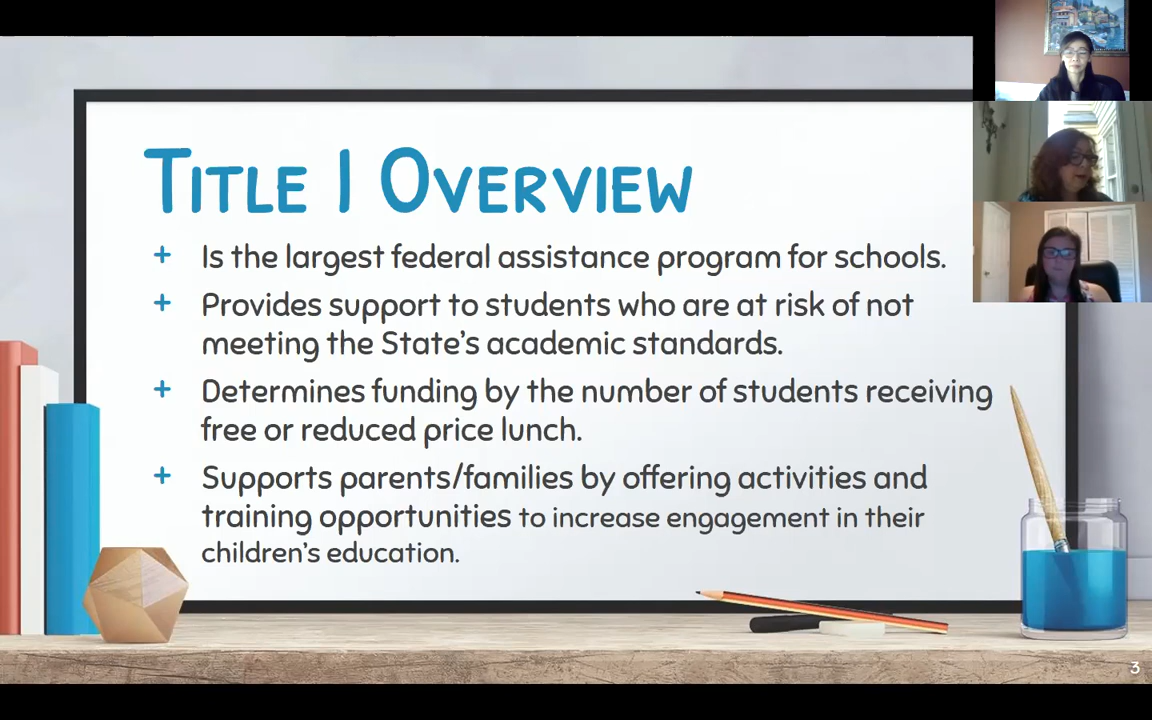 Title I Overview
+ Is the largest federal assistance program for schools.
+ Provides support to students who are at risk of not
meeting the State's academic standards.
+ Determines funding by the number of students receiving
free or reduced price lunch.
+ Supports parents/families by offering activities and
training opportunities to increase engagement in their
children's education.
3